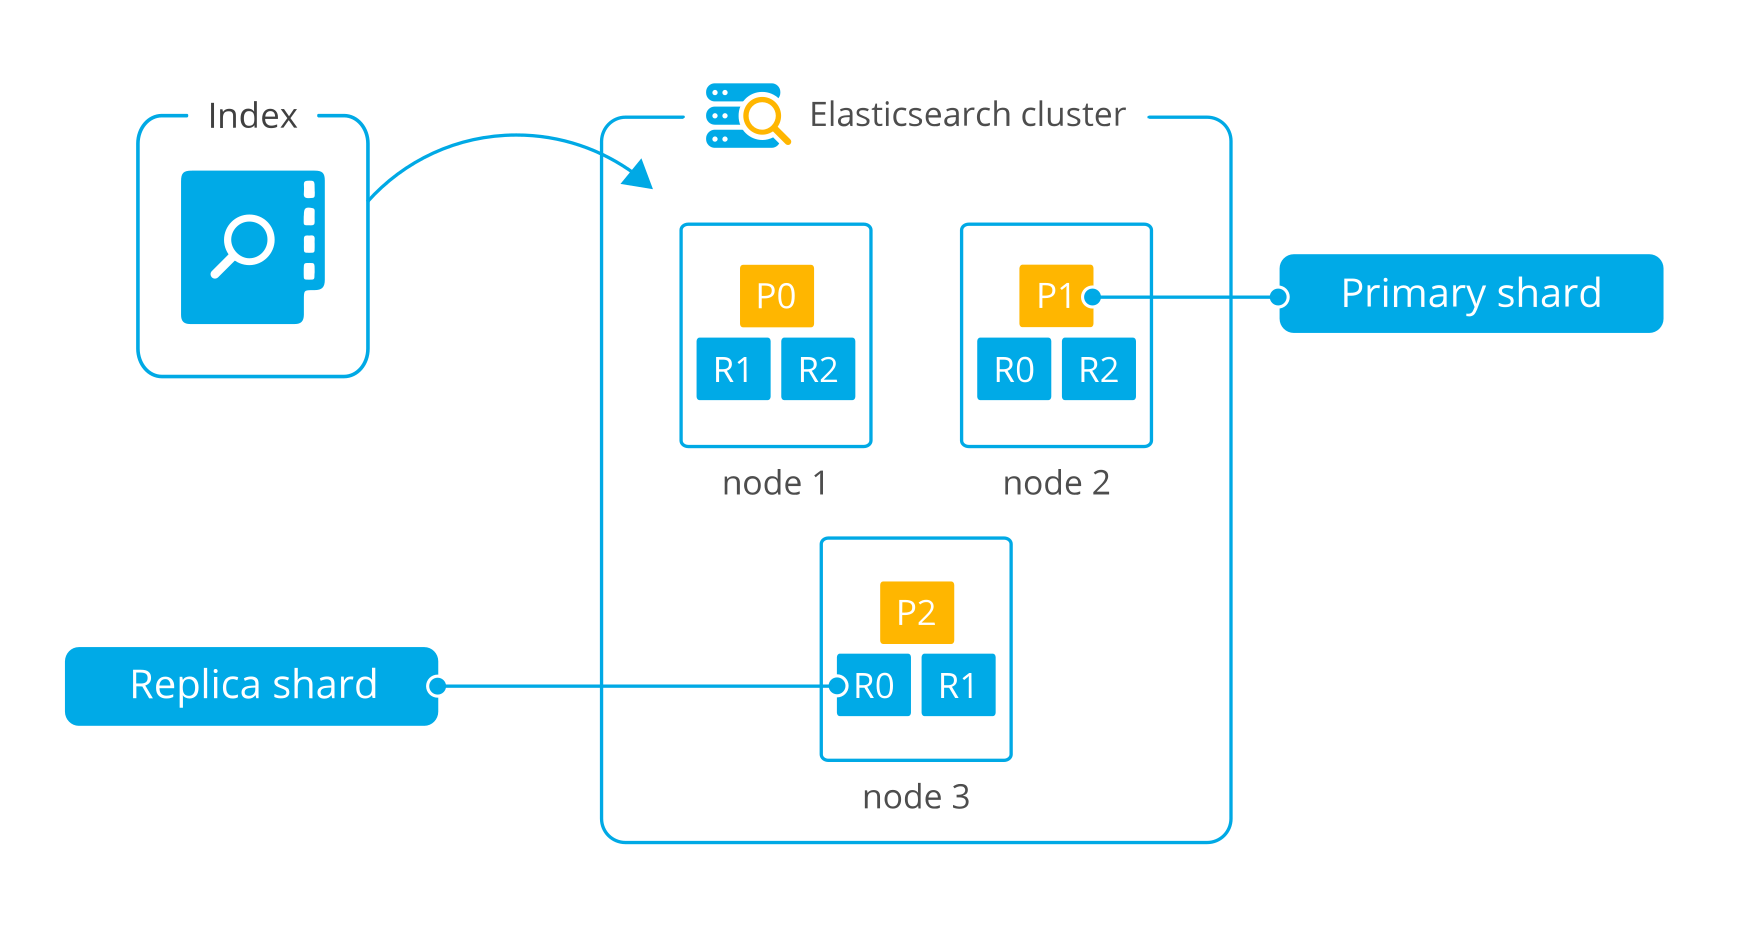 Index
Elasticsearch cluster
P0
R1 R2
node 1
P1
R0 R2
node 2
Primary shard
P2
R0 R1
node 3
Replica shard